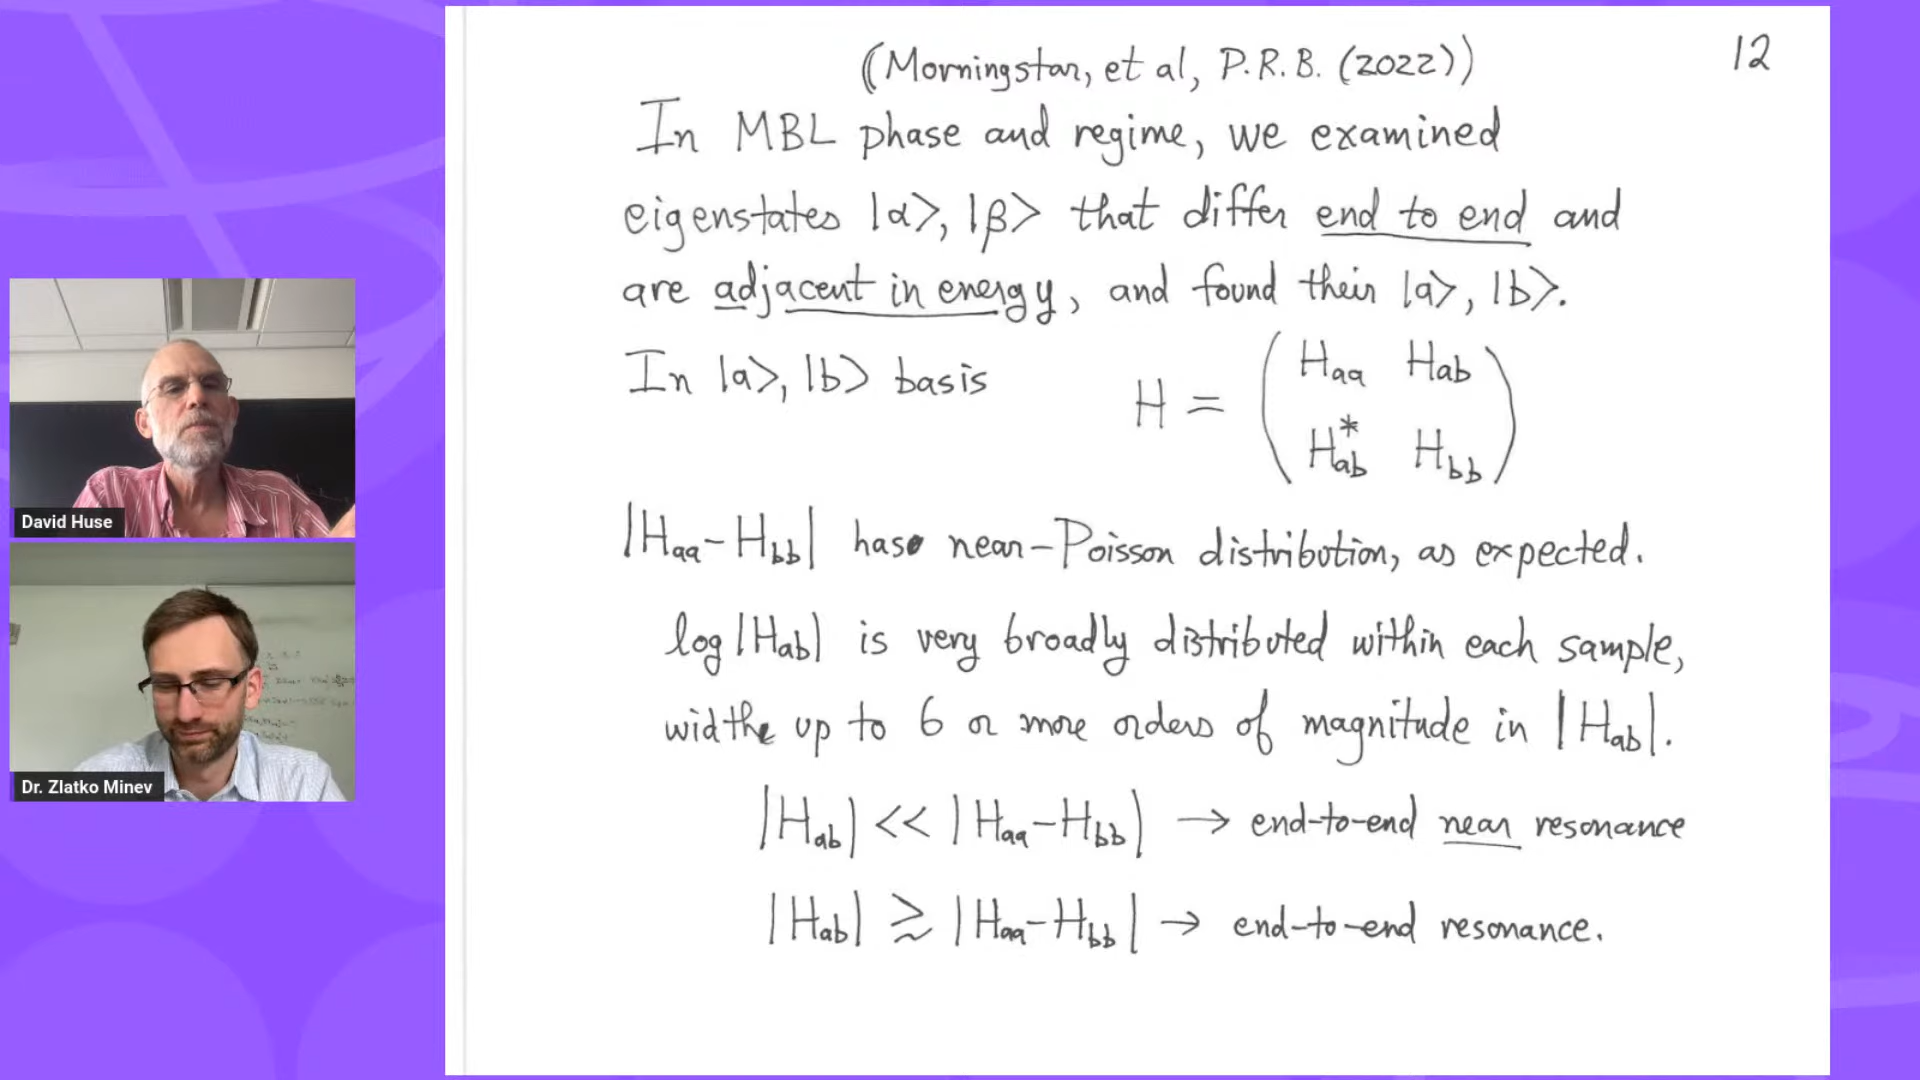 12
(Morningstar, et al, P.R.B. (2022))
In MBL phase and regime, we examined
eigenstates |α>, |β> that differ end to end and
are adjacent in energy, and found their |a>, |b>.
In |a>, |b> basis H = ( Haa Hab
H*ab Hbb )
|Haa-Hbb| has near-Poisson distribution, as expected.
log|Hab| is very broadly distributed within each sample,
width up to 6 or more orders of magnitude in |Hab|.
|Hab| << |Haa-Hbb| → end-to-end near resonance
|Hab| ≳ |Haa-Hbb| → end-to-end resonance.
David Huse
Dr. Zlatko Minev